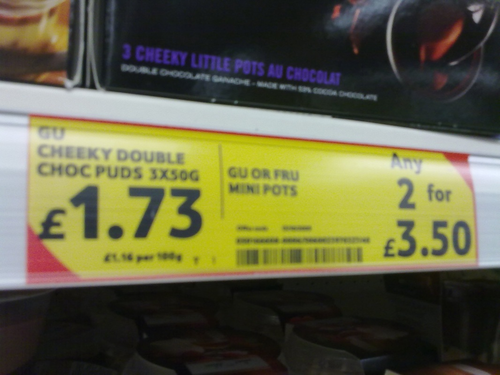 3 CHEEKY LITTLE POTS AU CHOCOLAT
DOUBLE CHOCOLATE GANACHE - MADE WITH 53% COCOA CHOCOLATE
GU
CHEEKY DOUBLE
CHOC PUDS 3X50G
£1.73
£1.16 per 100g
GU OR FRU
MINI POTS
Any
2 for
£3.50